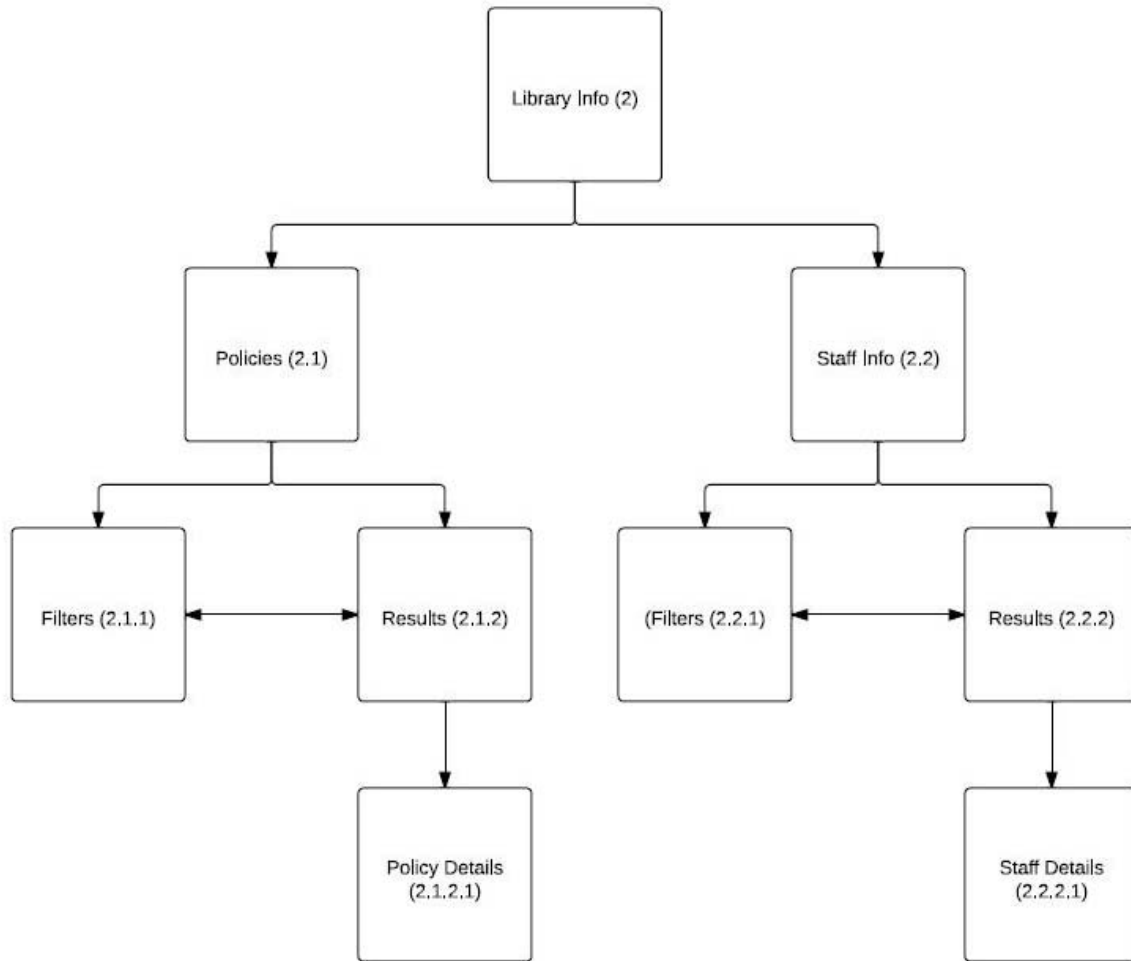 Library Info (2)
Policies (2.1)
Staff Info (2.2)
Filters (2.1.1)
Results (2.1.2)
(Filters (2.2.1)
Results (2.2.2)
Policy Details
(2.1.2.1)
Staff Details
(2.2.2.1)